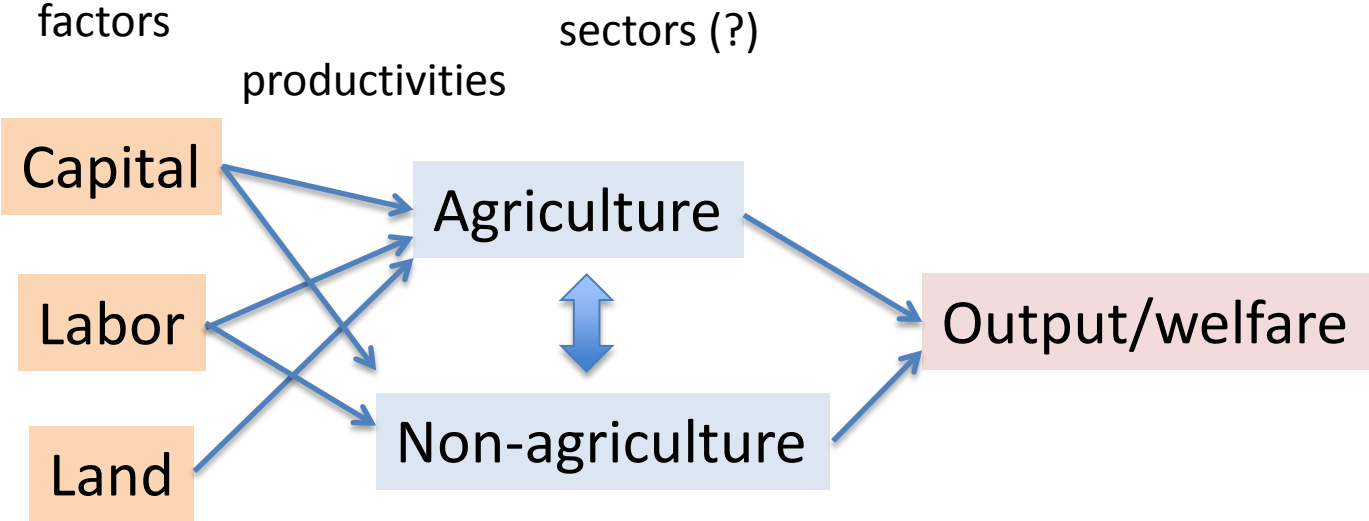 factors
sectors (?)
productivities
Capital
Agriculture
Labor
Output/welfare
Non-agriculture
Land